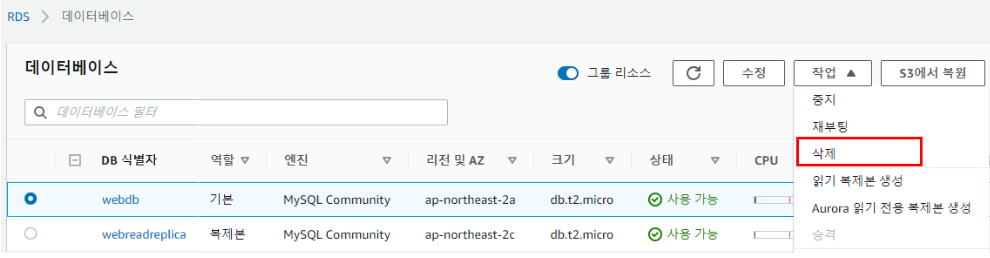 RDS > 데이터베이스
데이터베이스
그룹 리소스
수정
작업 ▲
S3에서 복원
데이터베이스 필터
중지
재부팅
삭제
읽기 복제본 생성
Aurora 읽기 전용 복제본 생성
승격
DB 식별자 역할 엔진 리전 및 AZ 크기 상태 CPU
webdb 기본 MySQL Community ap-northeast-2a db.t2.micro 사용 가능
webreadreplica 복제본 MySQL Community ap-northeast-2c db.t2.micro 사용 가능